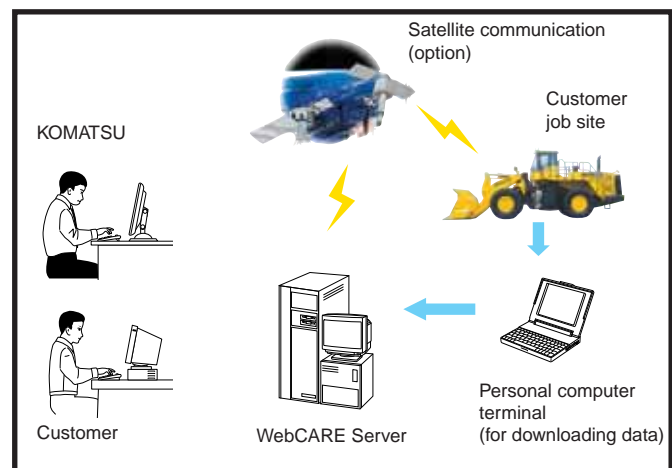 Satellite communication
(option)
Customer
job site
KOMATSU
Customer
WebCARE Server
Personal computer
terminal
(for downloading data)